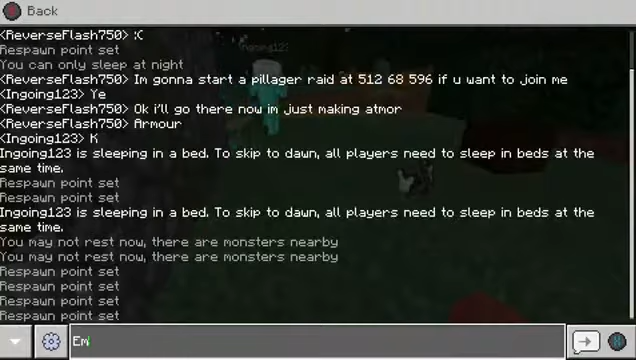 Back
<ReverseFlash750> :C
Respawn point set
Ingoing123
You can only sleep at night
<ReverseFlash750> Im gonna start a pillager raid at 512 68 596 if u want to join me
<Ingoing123> Ye
<ReverseFlash750> Ok i'll go there now im just making atmor
<ReverseFlash750> Armour
<Ingoing123> K
Ingoing123 is sleeping in a bed. To skip to dawn, all players need to sleep in beds at the
same time.
Respawn point set
Respawn point set
Ingoing123 is sleeping in a bed. To skip to dawn, all players need to sleep in beds at the
same time.
You may not rest now, there are monsters nearby
You may not rest now, there are monsters nearby
Respawn point set
Respawn point set
Respawn point set
Respawn point set
Em